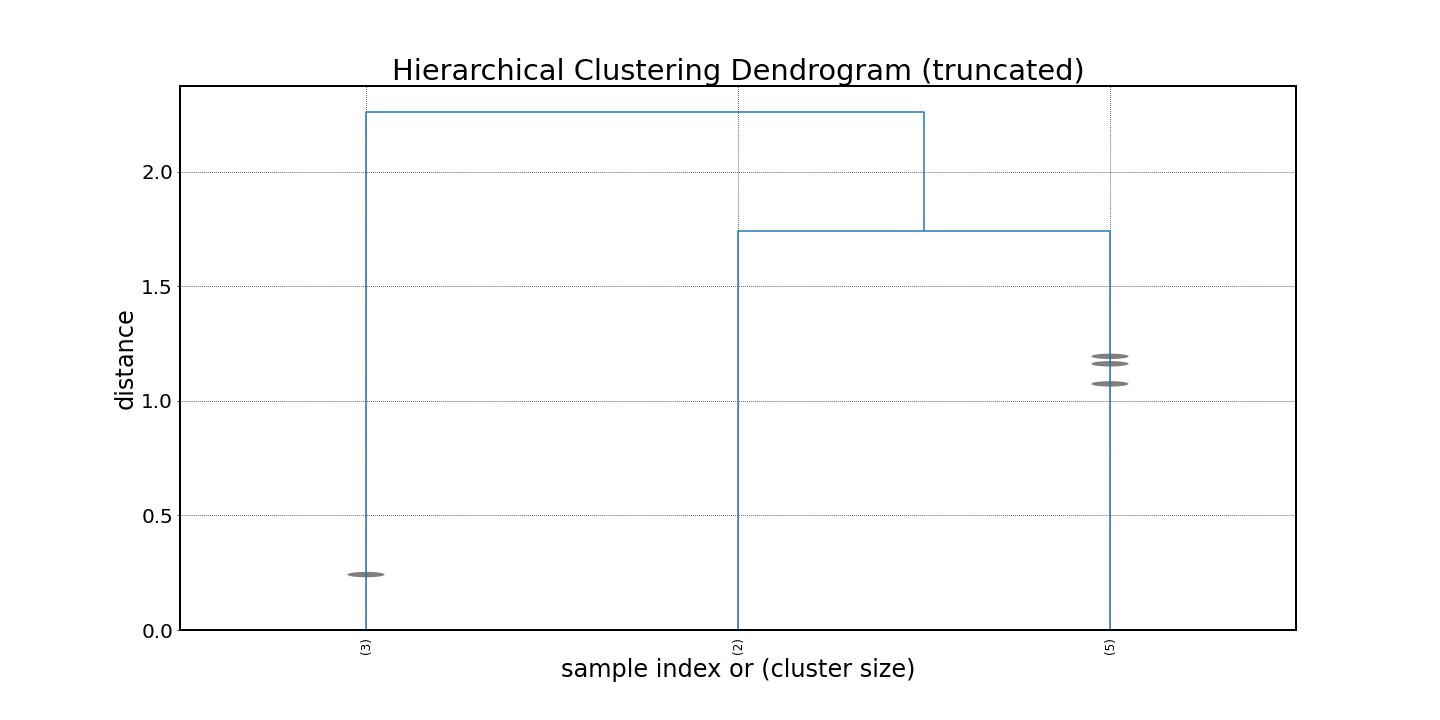 Hierarchical Clustering Dendrogram (truncated)
2.0
1.5
1.0
0.5
0.0
distance
(3)
(2)
(5)
sample index or (cluster size)